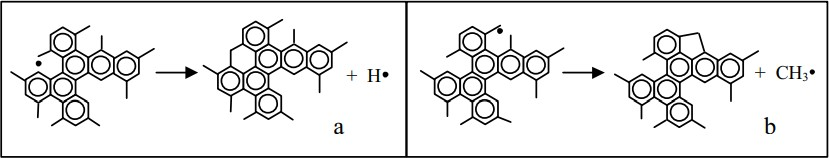 + H•
a
+ CH₃•
b